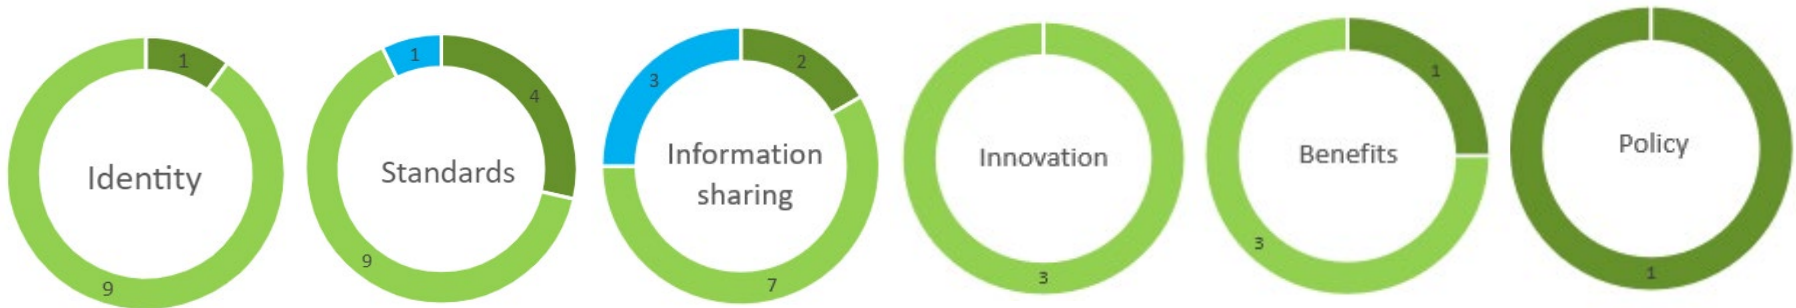 1
Identity
9
1
4
Standards
9
3
2
Information
sharing
7
Innovation
3
1
Benefits
3
Policy
1